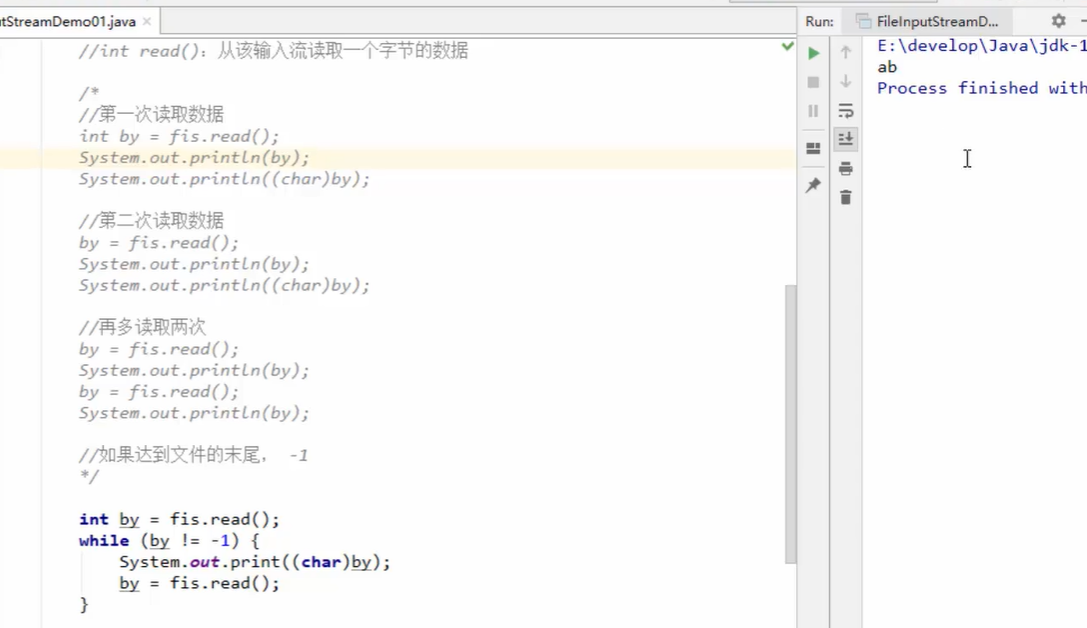 tStreamDemo01.java
Run: FileInputStreamD...
//int read()：从该输入流读取一个字节的数据
/*
//第一次读取数据
int by = fis.read();
System.out.println(by);
System.out.println((char)by);
//第二次读取数据
by = fis.read();
System.out.println(by);
System.out.println((char)by);
//再多读取两次
by = fis.read();
System.out.println(by);
by = fis.read();
System.out.println(by);
//如果达到文件的末尾， -1
*/
int by = fis.read();
while (by != -1) {
System.out.print((char)by);
by = fis.read();
}
E:\develop\Java\jdk-1
ab
Process finished with